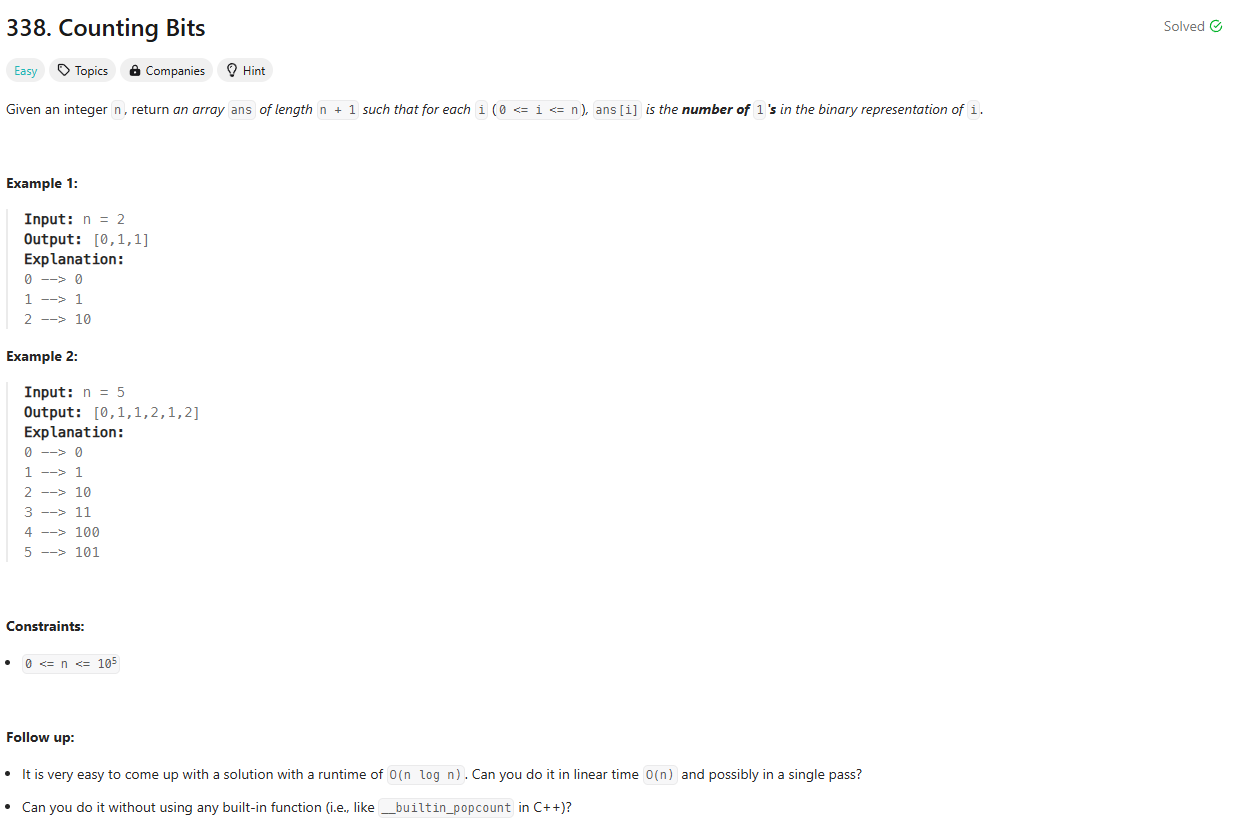 338. Counting Bits
Solved
Easy Topics Companies Hint
Given an integer n, return an array ans of length n + 1 such that for each i (0 <= i <= n), ans[i] is the number of 1's in the binary representation of i.
Example 1:
Input: n = 2
Output: [0,1,1]
Explanation:
0 --> 0
1 --> 1
2 --> 10
Example 2:
Input: n = 5
Output: [0,1,1,2,1,2]
Explanation:
0 --> 0
1 --> 1
2 --> 10
3 --> 11
4 --> 100
5 --> 101
Constraints:
• 0 <= n <= 10⁵
Follow up:
• It is very easy to come up with a solution with a runtime of O(n log n). Can you do it in linear time O(n) and possibly in a single pass?
• Can you do it without using any built-in function (i.e., like __builtin_popcount in C++)?